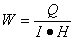 W = Q / (I • H)